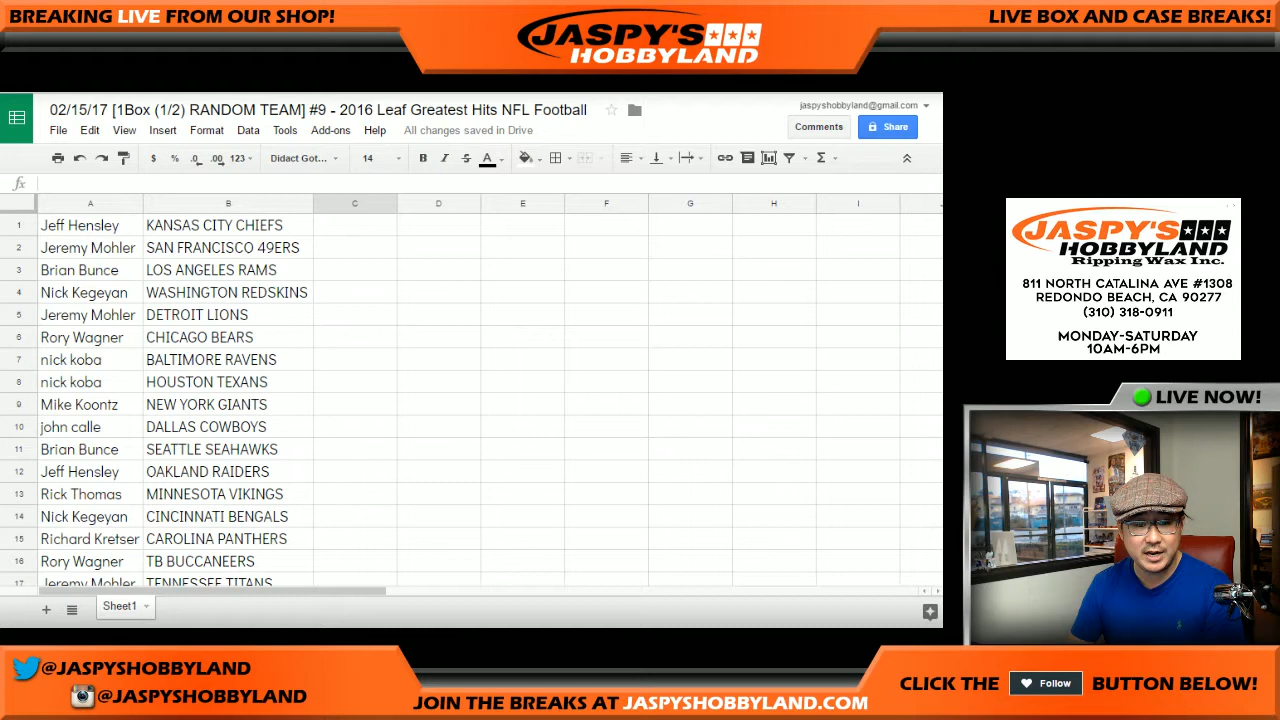 BREAKING LIVE FROM OUR SHOP!
JASPY'S
HOBBYLAND
LIVE BOX AND CASE BREAKS!
02/15/17 [1Box (1/2) RANDOM TEAM] #9 - 2016 Leaf Greatest Hits NFL Football
jaspyshobbyland@gmail.com
File Edit View Insert Format Data Tools Add-ons Help All changes saved in Drive
Comments Share
$ % .0 .00 123 Didact Got... 14 B I S A
fx
A B C D E F G H I
1 Jeff Hensley KANSAS CITY CHIEFS
2 Jeremy Mohler SAN FRANCISCO 49ERS
3 Brian Bunce LOS ANGELES RAMS
4 Nick Kegeyan WASHINGTON REDSKINS
5 Jeremy Mohler DETROIT LIONS
6 Rory Wagner CHICAGO BEARS
7 nick koba BALTIMORE RAVENS
8 nick koba HOUSTON TEXANS
9 Mike Koontz NEW YORK GIANTS
10 john calle DALLAS COWBOYS
11 Brian Bunce SEATTLE SEAHAWKS
12 Jeff Hensley OAKLAND RAIDERS
13 Rick Thomas MINNESOTA VIKINGS
14 Nick Kegeyan CINCINNATI BENGALS
15 Richard Kretser CAROLINA PANTHERS
16 Rory Wagner TB BUCCANEERS
17 Jeremy Mohler TENNESSEE TITANS
Sheet1
JASPY'S
HOBBYLAND
Ripping Wax Inc.
811 NORTH CATALINA AVE #1308
REDONDO BEACH, CA 90277
(310) 318-0911
MONDAY-SATURDAY
10AM-6PM
LIVE NOW!
@JASPYSHOBBYLAND
@JASPYSHOBBYLAND
JOIN THE BREAKS AT JASPYSHOBBYLAND.COM
CLICK THE Follow BUTTON BELOW!